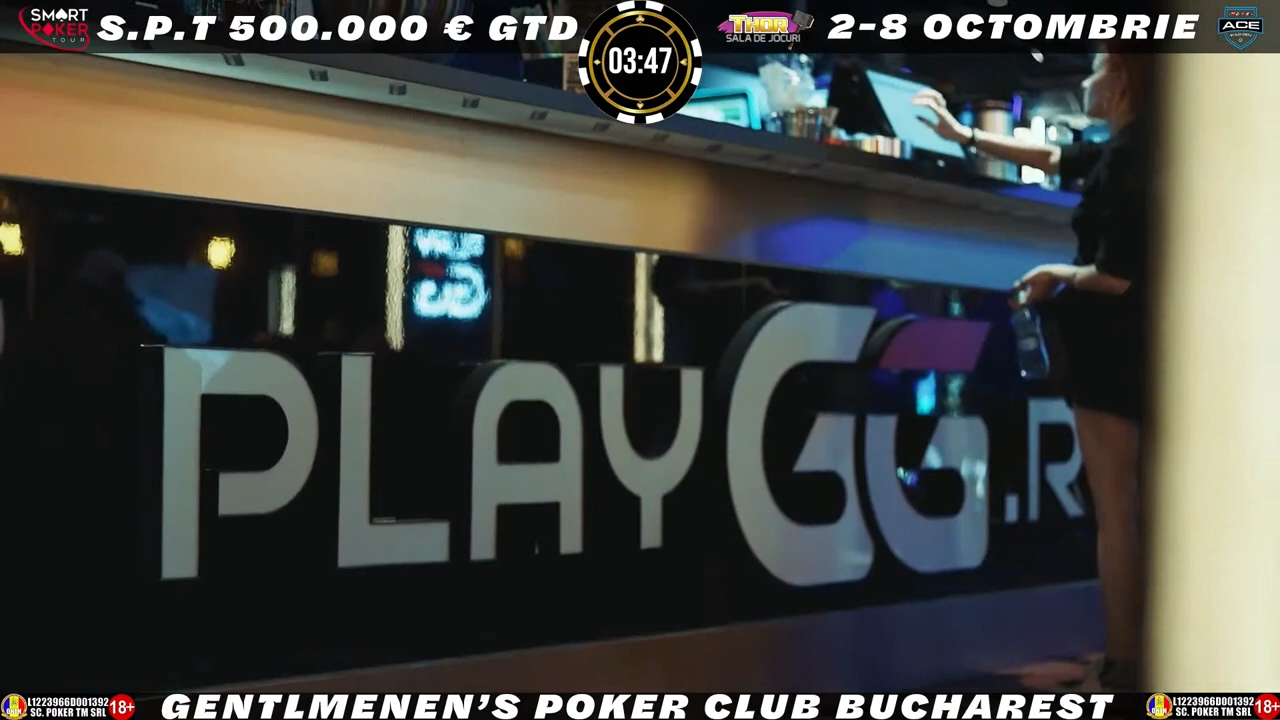 SMART
POKER
TOUR
S.P.T 500.000 € GTD
03:47
THOR
SALA DE JOCURI
2-8 OCTOMBRIE
ACE
PLAYGG.R
L1223966D001392
SC. POKER TM SRL
18+
GENTLMENEN'S POKER CLUB BUCHAREST
L1223966D001392
SC. POKER TM SRL
18+